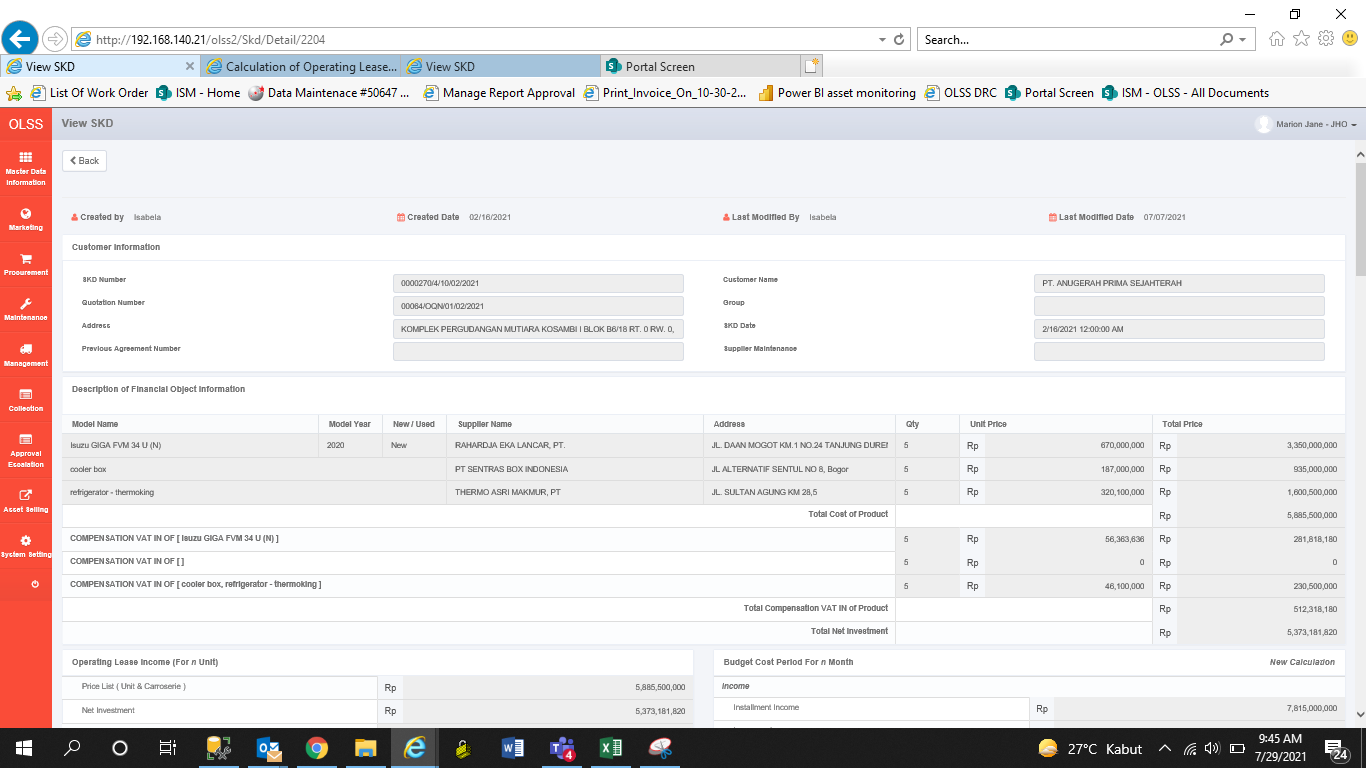 http://192.168.140.21/olss2/Skd/Detail/2204
Search...
View SKD
Calculation of Operating Lease...
View SKD
Portal Screen
List Of Work Order
ISM - Home
Data Maintenace #50647 ...
Manage Report Approval
Print_Invoice_On_10-30-2...
Power BI asset monitoring
OLSS DRC
Portal Screen
ISM - OLSS - All Documents
OLSS
View SKD
Marion Jane - JHO
Master Data
Information
Marketing
Procurement
Maintenance
Management
Collection
Approval
Escalation
Asset Selling
System Setting
Back
Created by Isabela
Created Date 02/16/2021
Last Modified By Isabela
Last Modified Date 07/07/2021
Customer Information
SKD Number 0000270/4/10/02/2021
Customer Name PT. ANUGERAH PRIMA SEJAHTERAH
Quotation Number 00064/OQN/01/02/2021
Group
Address KOMPLEK PERGUDANGAN MUTIARA KOSAMBI I BLOK B6/18 RT. 0 RW. 0,
SKD Date 2/16/2021 12:00:00 AM
Previous Agreement Number
Supplier Maintenance
Description of Financial Object Information
Model Name Model Year New / Used Supplier Name Address Qty Unit Price Total Price
Isuzu GIGA FVM 34 U (N) 2020 New RAHARDJA EKA LANCAR, PT. JL. DAAN MOGOT KM.1 NO.24 TANJUNG DUREN 5 Rp 670,000,000 Rp 3,350,000,000
cooler box PT SENTRAS BOX INDONESIA JL ALTERNATIF SENTUL NO 8, Bogor 5 Rp 187,000,000 Rp 935,000,000
refrigerator - thermoking THERMO ASRI MAKMUR, PT JL. SULTAN AGUNG KM 28,5 5 Rp 320,100,000 Rp 1,600,500,000
Total Cost of Product Rp 5,885,500,000
COMPENSATION VAT IN OF [ Isuzu GIGA FVM 34 U (N) ] 5 Rp 56,363,636 Rp 281,818,180
COMPENSATION VAT IN OF [ ] 5 Rp 0 Rp 0
COMPENSATION VAT IN OF [ cooler box, refrigerator - thermoking ] 5 Rp 46,100,000 Rp 230,500,000
Total Compensation VAT IN of Product Rp 512,318,180
Total Net Investment Rp 5,373,181,820
Operating Lease Income (For n Unit)
Price List ( Unit & Carroserie ) Rp 5,885,500,000
Net Investment Rp 5,373,181,820
Budget Cost Period For n Month New Calculation
Income
Installment Income Rp 7,815,000,000
27°C Kabut
9:45 AM
7/29/2021
4
24